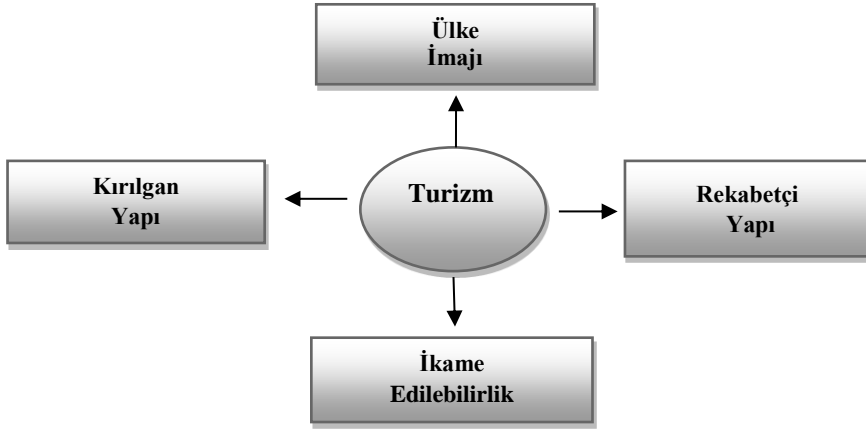 Ülke
İmajı
Kırılgan
Yapı
Turizm
Rekabetçi
Yapı
İkame
Edilebilirlik